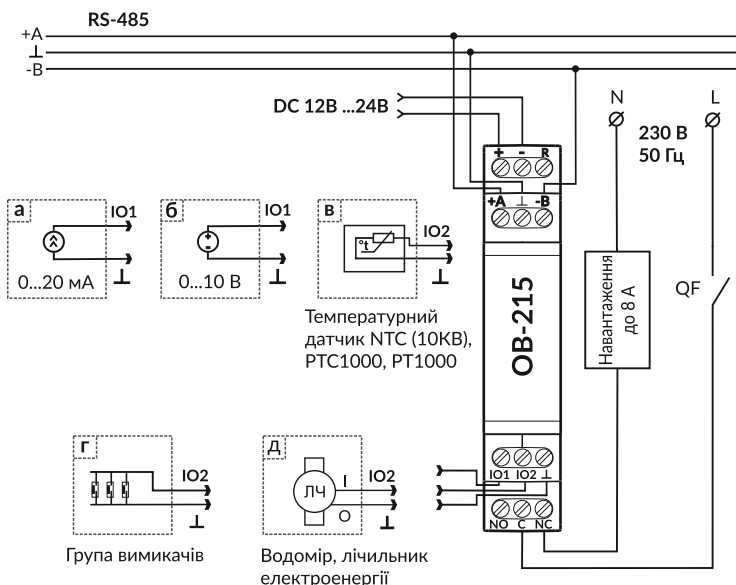 RS-485
+A
⊥
-B
DC 12В ...24В
N
L
230 В
50 Гц
+ - R
+A ⊥ -B
а
IO1
0...20 мА
⊥
б
IO1
+
-
0...10 В
⊥
в
IO2
°t
⊥
Температурний
датчик NTC (10KB),
PTC1000, PT1000
ОВ-215
Навантаження
до 8 А
QF
г
IO2
⊥
Група вимикачів
Д
ЛЧ
I
O
IO2
⊥
Водомір, лічильник
електроенергії
IO1 IO2 ⊥
NO C NC